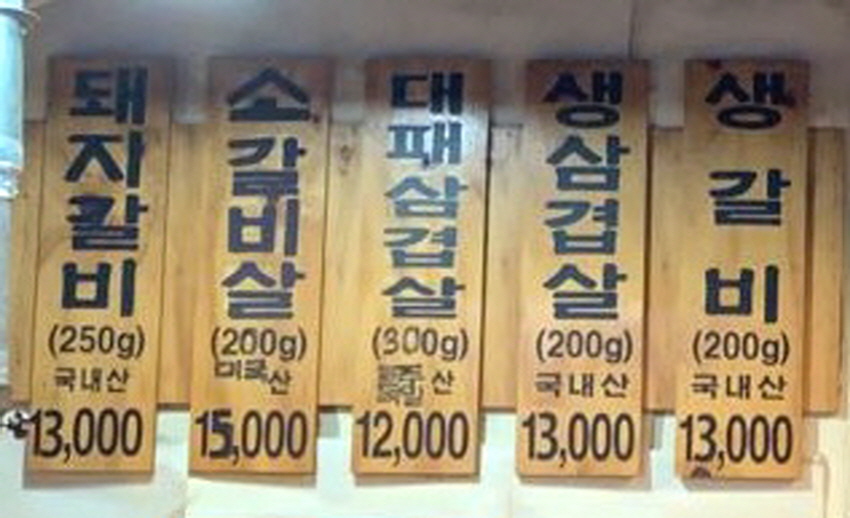 돼지갈비
(250g)
국내산
13,000
소갈비살
(200g)
미국산
15,000
대패삼겹살
(300g)
산
12,000
생삼겹살
(200g)
국내산
13,000
생갈비
(200g)
국내산
13,000